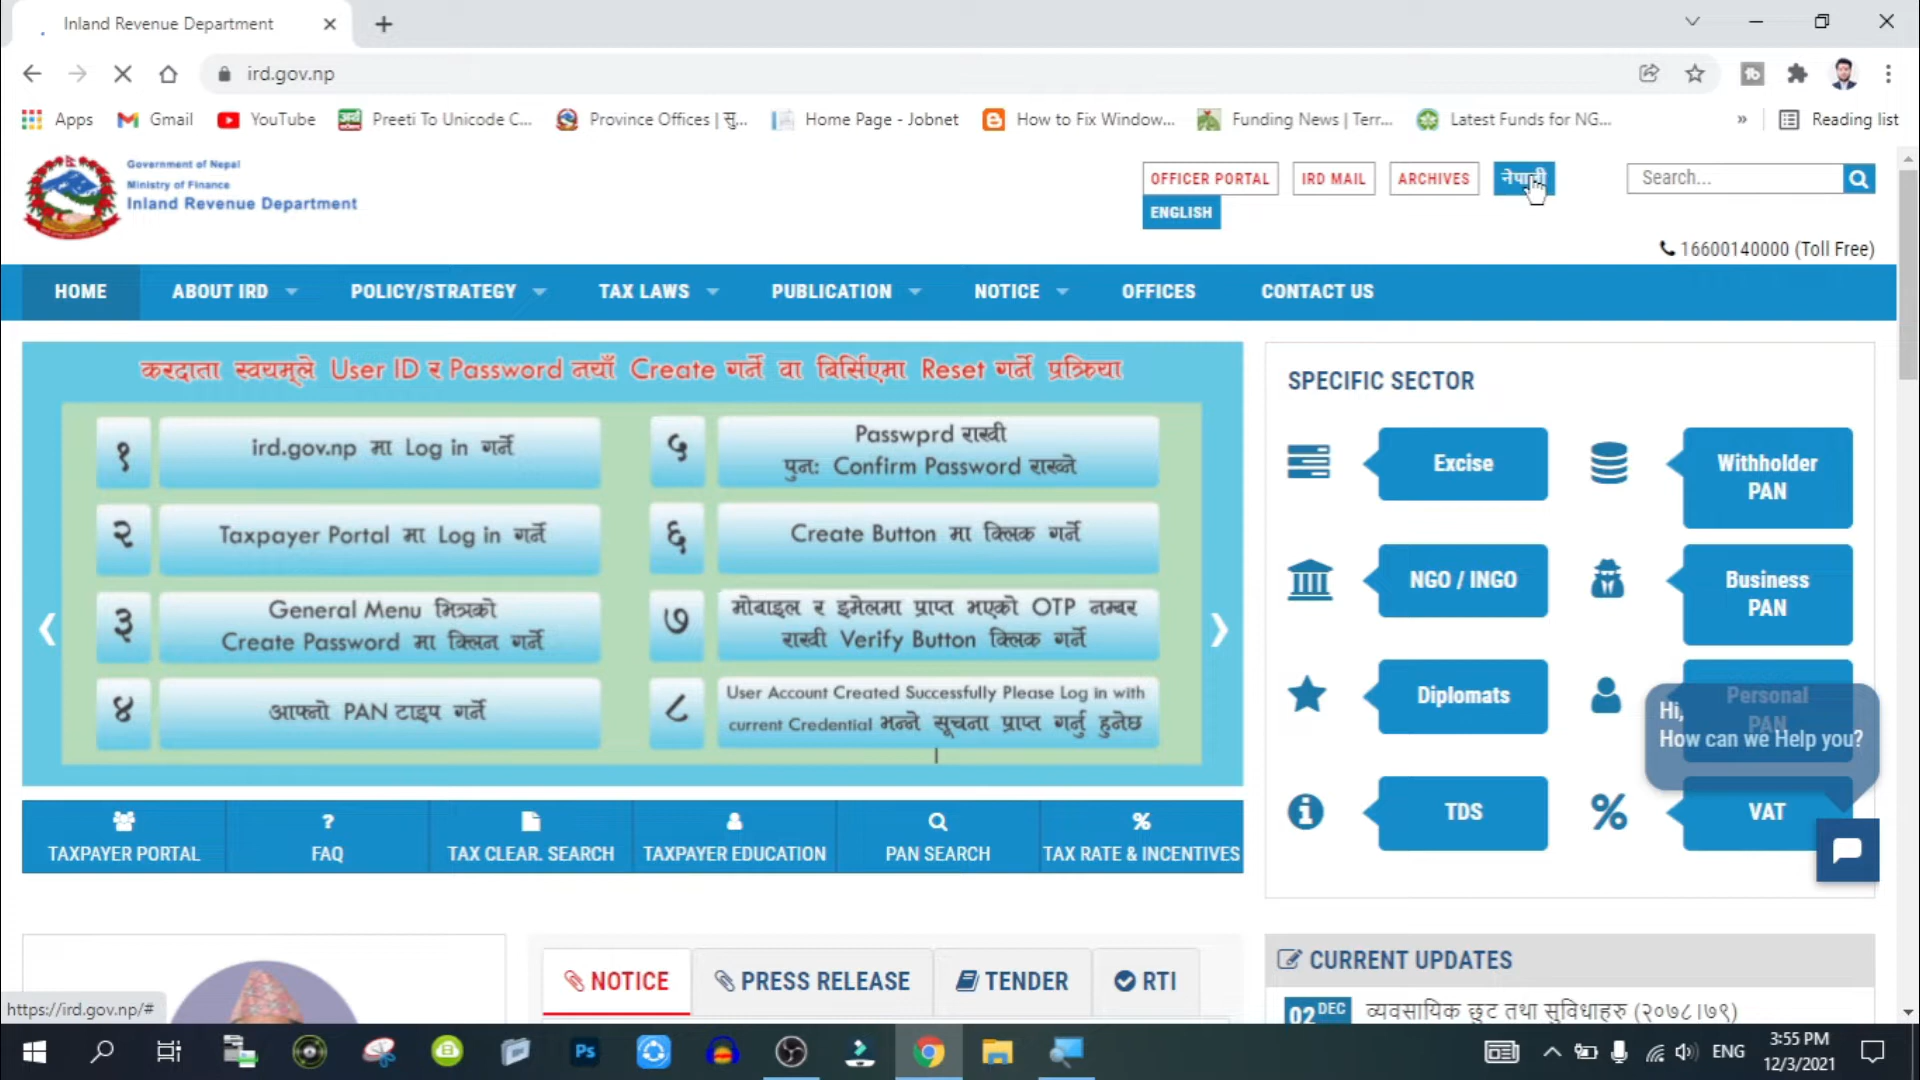 Inland Revenue Department
ird.gov.np
Apps
Gmail
YouTube
Preeti To Unicode C...
Province Offices | सु...
Home Page - Jobnet
How to Fix Window...
Funding News | Terr...
Latest Funds for NG...
»
Reading list
Government of Nepal
Ministry of Finance
Inland Revenue Department
OFFICER PORTAL
IRD MAIL
ARCHIVES
नेपाली
ENGLISH
Search...
16600140000 (Toll Free)
HOME
ABOUT IRD
POLICY/STRATEGY
TAX LAWS
PUBLICATION
NOTICE
OFFICES
CONTACT US
करदाता स्वयम्ले User ID र Password नयाँ Create गर्ने वा बिर्सिएमा Reset गर्ने प्रक्रिया
१
ird.gov.np मा Log in गर्ने
२
Taxpayer Portal मा Log in गर्ने
३
General Menu भित्रको
Create Password मा क्लिन गर्ने
४
आफ्नो PAN टाइप गर्ने
५
Passwprd राखी
पुनः Confirm Password राख्ने
६
Create Button मा क्लिक गर्ने
७
मोबाइल र इमेलमा प्राप्त भएको OTP नम्बर
राखी Verify Button क्लिक गर्ने
८
User Account Created Successfully Please Log in with
current Credential भन्ने सूचना प्राप्त गर्नु हुनेछ
SPECIFIC SECTOR
Excise
Withholder
PAN
NGO / INGO
Business
PAN
Diplomats
Personal
PAN
Hi,
How can we Help you?
TDS
VAT
TAXPAYER PORTAL
FAQ
TAX CLEAR. SEARCH
TAXPAYER EDUCATION
PAN SEARCH
TAX RATE & INCENTIVES
NOTICE
PRESS RELEASE
TENDER
RTI
CURRENT UPDATES
02 DEC
व्यवसायिक छुट तथा सुविधाहरु (२०७८।७९)
https://ird.gov.np/#
Ps
ENG
3:55 PM
12/3/2021